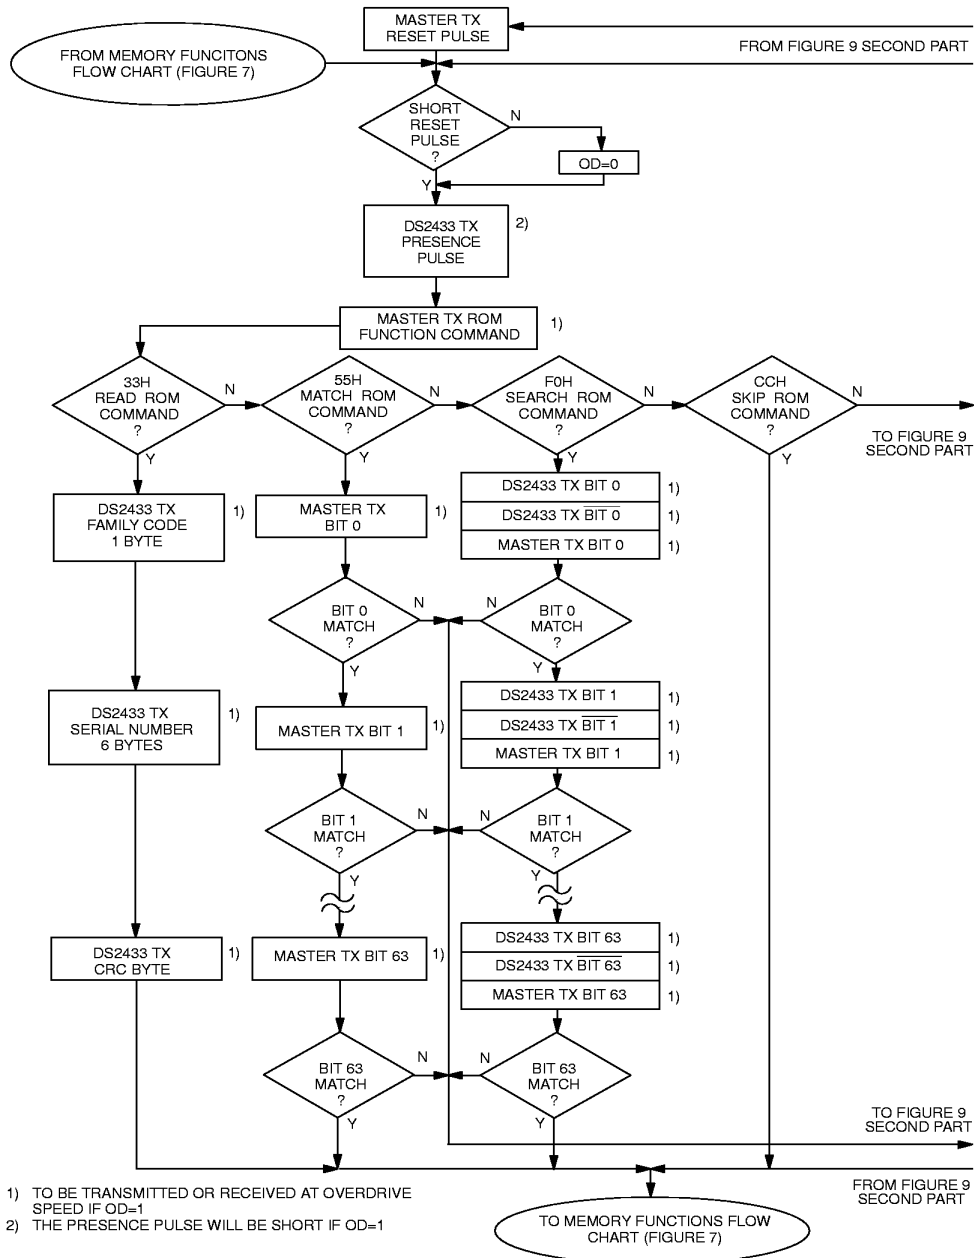 MASTER TX
RESET PULSE
FROM FIGURE 9 SECOND PART
FROM MEMORY FUNCITONS
FLOW CHART (FIGURE 7)
SHORT
RESET
PULSE
?
N
OD=0
Y
DS2433 TX
PRESENCE
PULSE
2)
MASTER TX ROM
FUNCTION COMMAND
1)
33H
READ ROM
COMMAND
?
N
Y
55H
MATCH ROM
COMMAND
?
N
Y
F0H
SEARCH ROM
COMMAND
?
N
Y
CCH
SKIP ROM
COMMAND
?
N
Y
TO FIGURE 9
SECOND PART
DS2433 TX
FAMILY CODE
1 BYTE
1)
MASTER TX
BIT 0
1)
DS2433 TX BIT 0
1)
DS2433 TX B̅I̅T̅ ̅0̅
1)
MASTER TX BIT 0
1)
BIT 0
MATCH
?
N
Y
BIT 0
MATCH
?
N
Y
DS2433 TX
SERIAL NUMBER
6 BYTES
1)
MASTER TX BIT 1
1)
DS2433 TX BIT 1
1)
DS2433 TX B̅I̅T̅ ̅1̅
1)
MASTER TX BIT 1
1)
BIT 1
MATCH
?
N
Y
BIT 1
MATCH
?
N
Y
DS2433 TX
CRC BYTE
1)
MASTER TX BIT 63
1)
DS2433 TX BIT 63
1)
DS2433 TX B̅I̅T̅ ̅6̅3̅
1)
MASTER TX BIT 63
1)
BIT 63
MATCH
?
N
Y
BIT 63
MATCH
?
N
Y
TO FIGURE 9
SECOND PART
FROM FIGURE 9
SECOND PART
1) TO BE TRANSMITTED OR RECEIVED AT OVERDRIVE
SPEED IF OD=1
2) THE PRESENCE PULSE WILL BE SHORT IF OD=1
TO MEMORY FUNCTIONS FLOW
CHART (FIGURE 7)